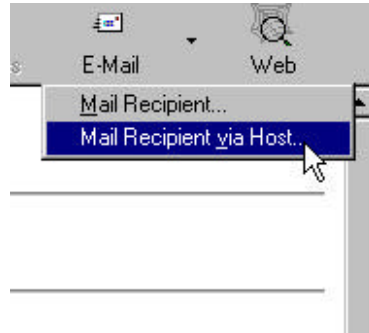 s E-Mail Web
Mail Recipient...
Mail Recipient via Host...